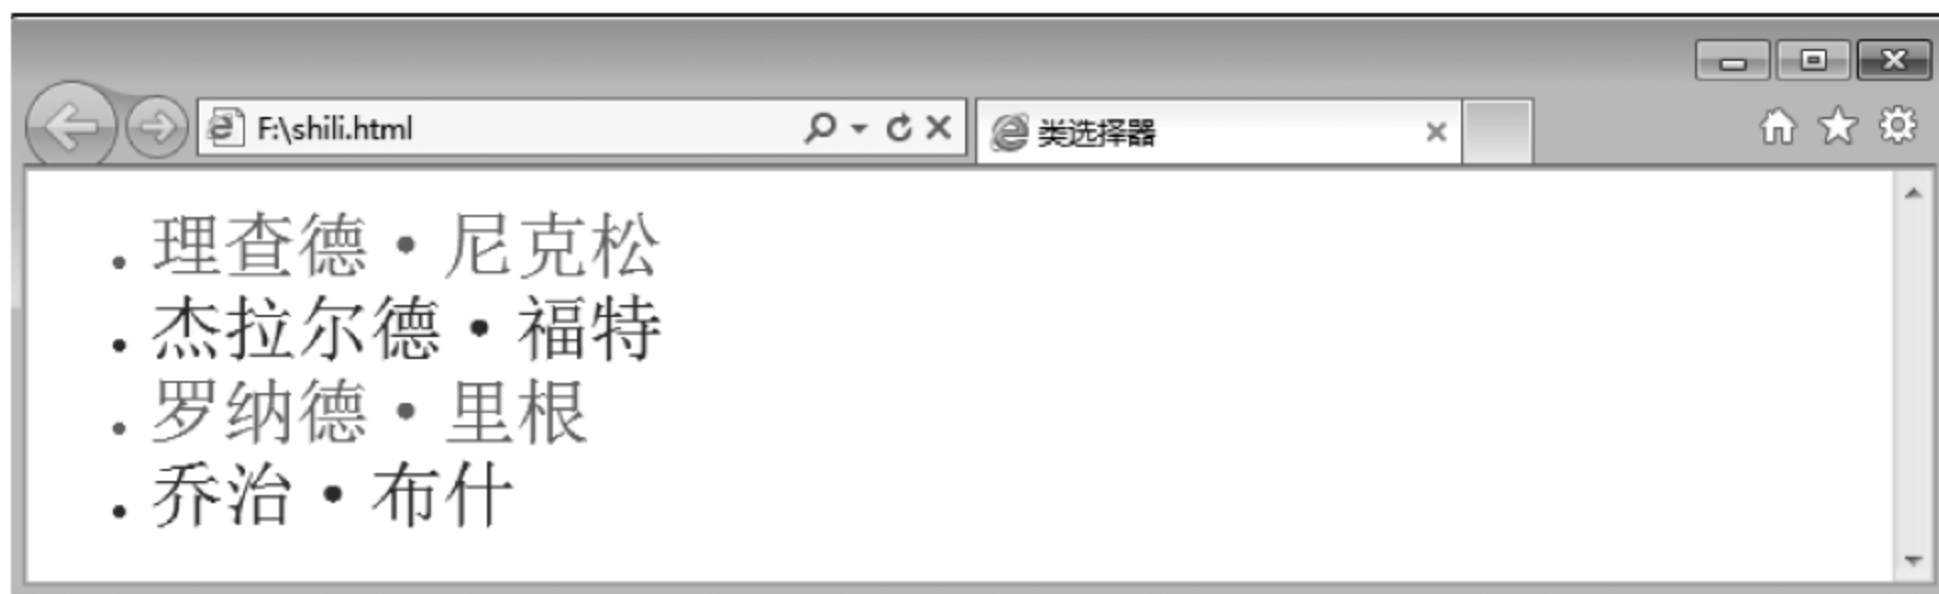 F:\shili.html
类选择器
理查德·尼克松
杰拉尔德·福特
罗纳德·里根
乔治·布什